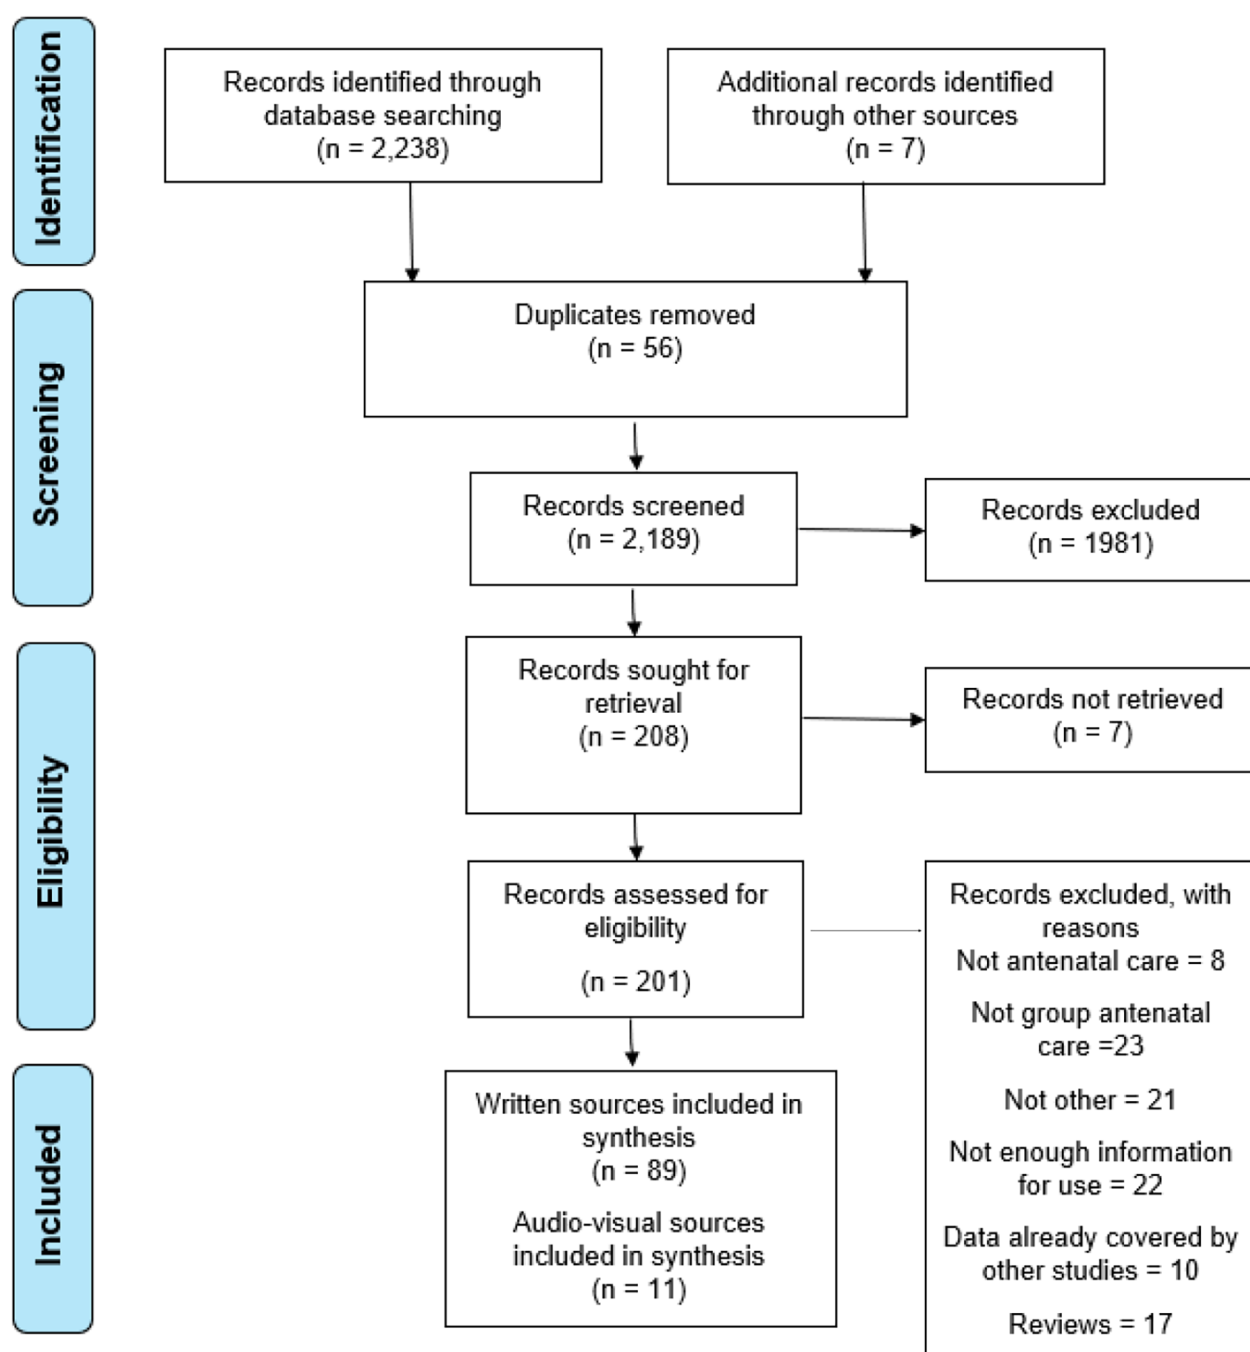 Identification
Records identified through
database searching
(n = 2,238)
Additional records identified
through other sources
(n = 7)
Screening
Duplicates removed
(n = 56)
Records screened
(n = 2,189)
Records excluded
(n = 1981)
Eligibility
Records sought for
retrieval
(n = 208)
Records not retrieved
(n = 7)
Records assessed for
eligibility
(n = 201)
Records excluded, with
reasons
Not antenatal care = 8
Not group antenatal
care =23
Not other = 21
Not enough information
for use = 22
Data already covered by
other studies = 10
Reviews = 17
Included
Written sources included in
synthesis
(n = 89)
Audio-visual sources
included in synthesis
(n = 11)